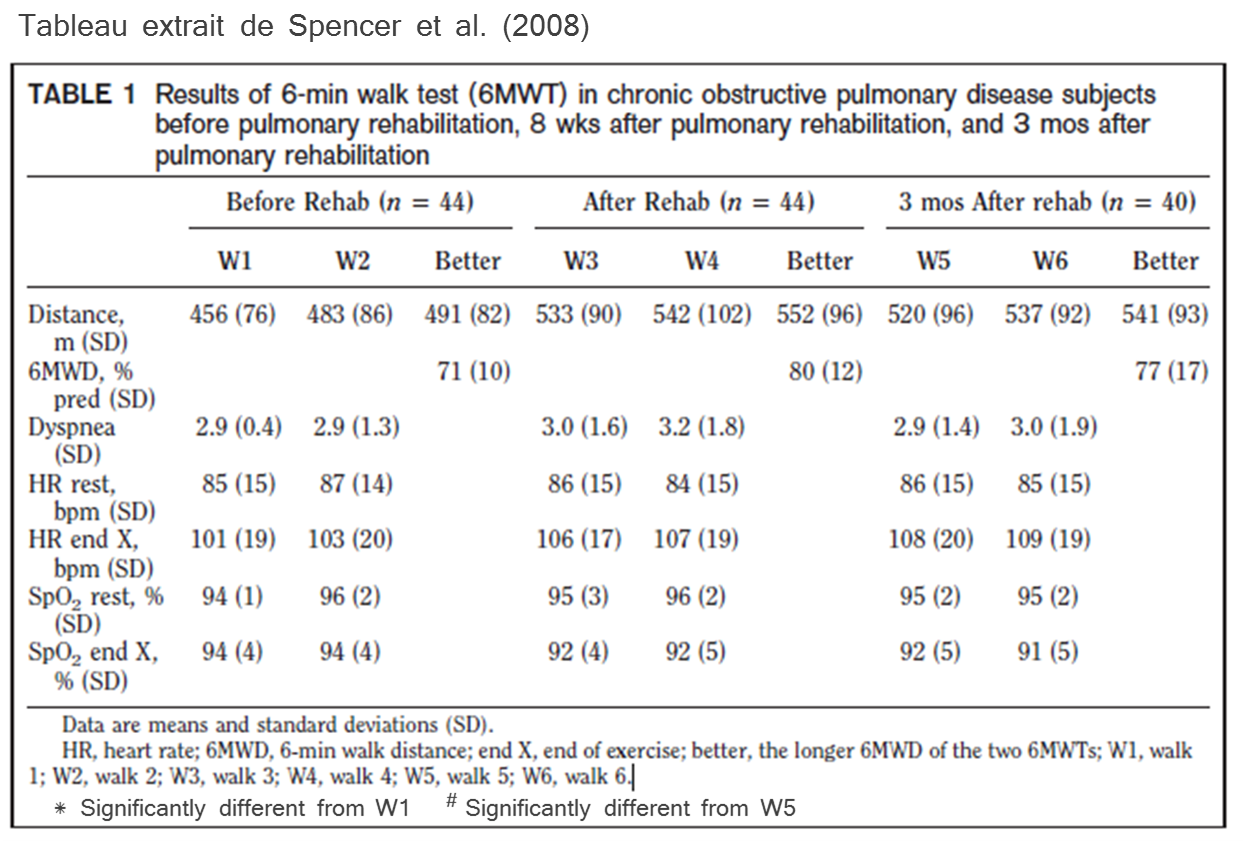 Tableau extrait de Spencer et al. (2008)
TABLE 1 Results of 6-min walk test (6MWT) in chronic obstructive pulmonary disease subjects
before pulmonary rehabilitation, 8 wks after pulmonary rehabilitation, and 3 mos after
pulmonary rehabilitation
Before Rehab (n = 44) After Rehab (n = 44) 3 mos After rehab (n = 40)
W1 W2 Better W3 W4 Better W5 W6 Better
Distance, 456 (76) 483 (86) 491 (82) 533 (90) 542 (102) 552 (96) 520 (96) 537 (92) 541 (93)
m (SD)
6MWD, % 71 (10) 80 (12) 77 (17)
pred (SD)
Dyspnea 2.9 (0.4) 2.9 (1.3) 3.0 (1.6) 3.2 (1.8) 2.9 (1.4) 3.0 (1.9)
(SD)
HR rest, 85 (15) 87 (14) 86 (15) 84 (15) 86 (15) 85 (15)
bpm (SD)
HR end X, 101 (19) 103 (20) 106 (17) 107 (19) 108 (20) 109 (19)
bpm (SD)
SpO₂ rest, % 94 (1) 96 (2) 95 (3) 96 (2) 95 (2) 95 (2)
(SD)
SpO₂ end X, 94 (4) 94 (4) 92 (4) 92 (5) 92 (5) 91 (5)
% (SD)
Data are means and standard deviations (SD).
HR, heart rate; 6MWD, 6-min walk distance; end X, end of exercise; better, the longer 6MWD of the two 6MWTs; W1, walk
1; W2, walk 2; W3, walk 3; W4, walk 4; W5, walk 5; W6, walk 6.
* Significantly different from W1 # Significantly different from W5